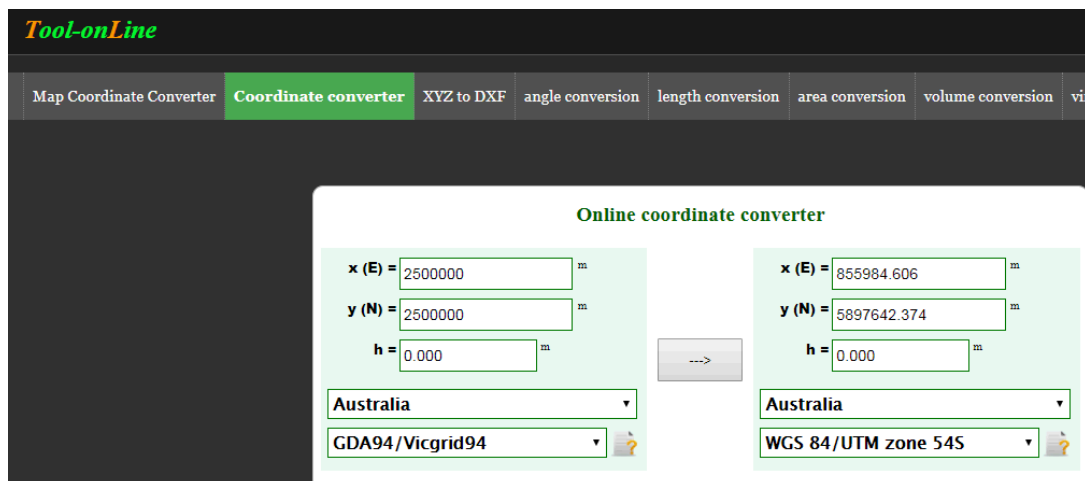 Tool-onLine
Map Coordinate Converter Coordinate converter XYZ to DXF angle conversion length conversion area conversion volume conversion
Online coordinate converter
x (E) = 2500000 m x (E) = 855984.606 m
y (N) = 2500000 m y (N) = 5897642.374 m
h = 0.000 m ---> h = 0.000 m
Australia Australia
GDA94/Vicgrid94 WGS 84/UTM zone 54S